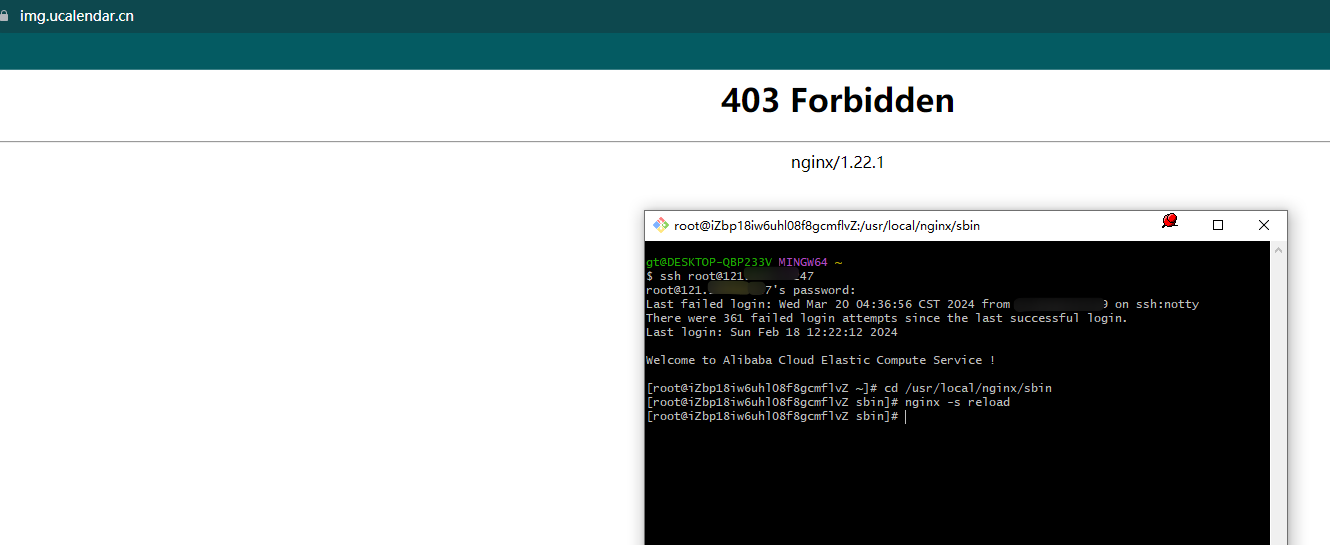 img.ucalendar.cn
403 Forbidden
nginx/1.22.1
root@iZbp18iw6uhl08f8gcmflvZ:/usr/local/nginx/sbin
gt@DESKTOP-QBP233V MINGW64 ~
$ ssh root@121. 47
root@121. 7's password:
Last failed login: Wed Mar 20 04:36:56 CST 2024 from 9 on ssh:notty
There were 361 failed login attempts since the last successful login.
Last login: Sun Feb 18 12:22:12 2024
Welcome to Alibaba Cloud Elastic Compute Service !
[root@iZbp18iw6uhl08f8gcmflvZ ~]# cd /usr/local/nginx/sbin
[root@iZbp18iw6uhl08f8gcmflvZ sbin]# nginx -s reload
[root@iZbp18iw6uhl08f8gcmflvZ sbin]#